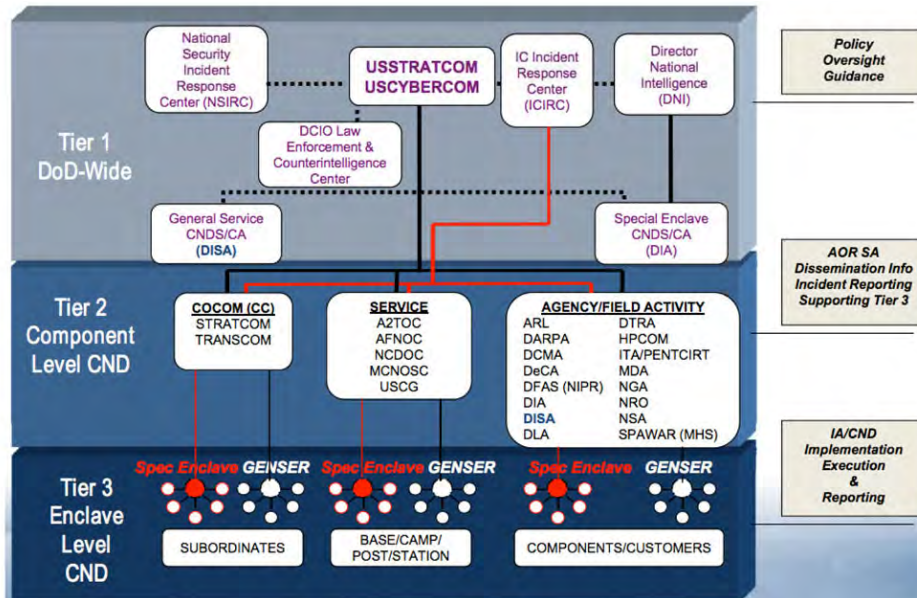 National
Security
Incident
Response
Center (NSIRC)
USSTRATCOM
USCYBERCOM
IC Incident
Response
Center
(ICIRC)
Director
National
Intelligence
(DNI)
Policy
Oversight
Guidance
Tier 1
DoD-Wide
DCIO Law
Enforcement &
Counterintelligence
Center
General Service
CNDS/CA
(DISA)
Special Enclave
CNDS/CA
(DIA)
Tier 2
Component
Level CND
COCOM (CC)
STRATCOM
TRANSCOM
SERVICE
A2TOC
AFNOC
NCDOC
MCNOSC
USCG
AGENCY/FIELD ACTIVITY
ARL
DARPA
DCMA
DeCA
DFAS (NIPR)
DIA
DISA
DLA
DTRA
HPCOM
ITA/PENTCIRT
MDA
NGA
NRO
NSA
SPAWAR (MHS)
AOR SA
Dissemination Info
Incident Reporting
Supporting Tier 3
Tier 3
Enclave
Level
CND
Spec Enclave GENSER
Spec Enclave GENSER
Spec Enclave GENSER
SUBORDINATES
BASE/CAMP/
POST/STATION
COMPONENTS/CUSTOMERS
IA/CND
Implementation
Execution
&
Reporting